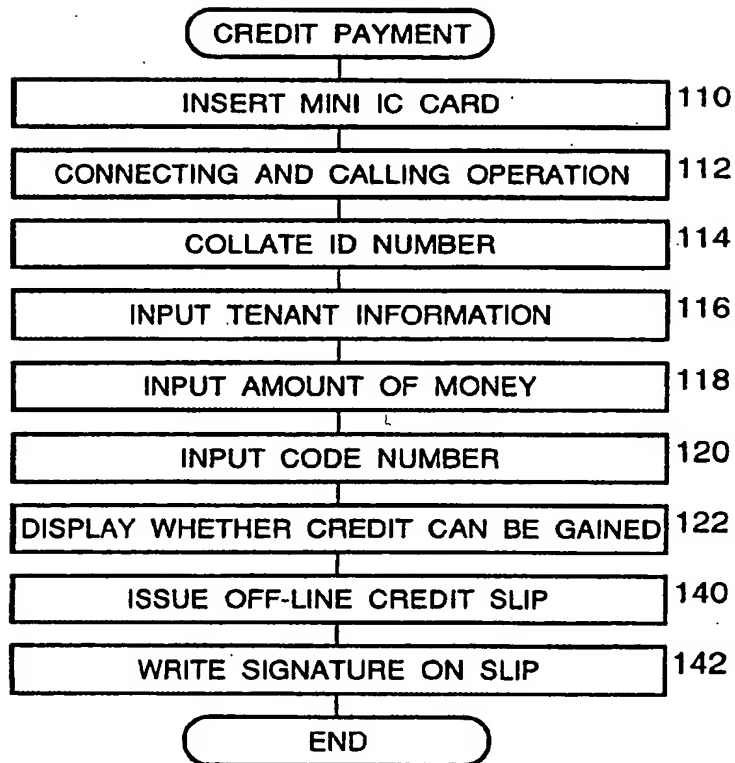 CREDIT PAYMENT
INSERT MINI IC CARD 110
CONNECTING AND CALLING OPERATION 112
COLLATE ID NUMBER 114
INPUT TENANT INFORMATION 116
INPUT AMOUNT OF MONEY 118
INPUT CODE NUMBER 120
DISPLAY WHETHER CREDIT CAN BE GAINED 122
ISSUE OFF-LINE CREDIT SLIP 140
WRITE SIGNATURE ON SLIP 142
END